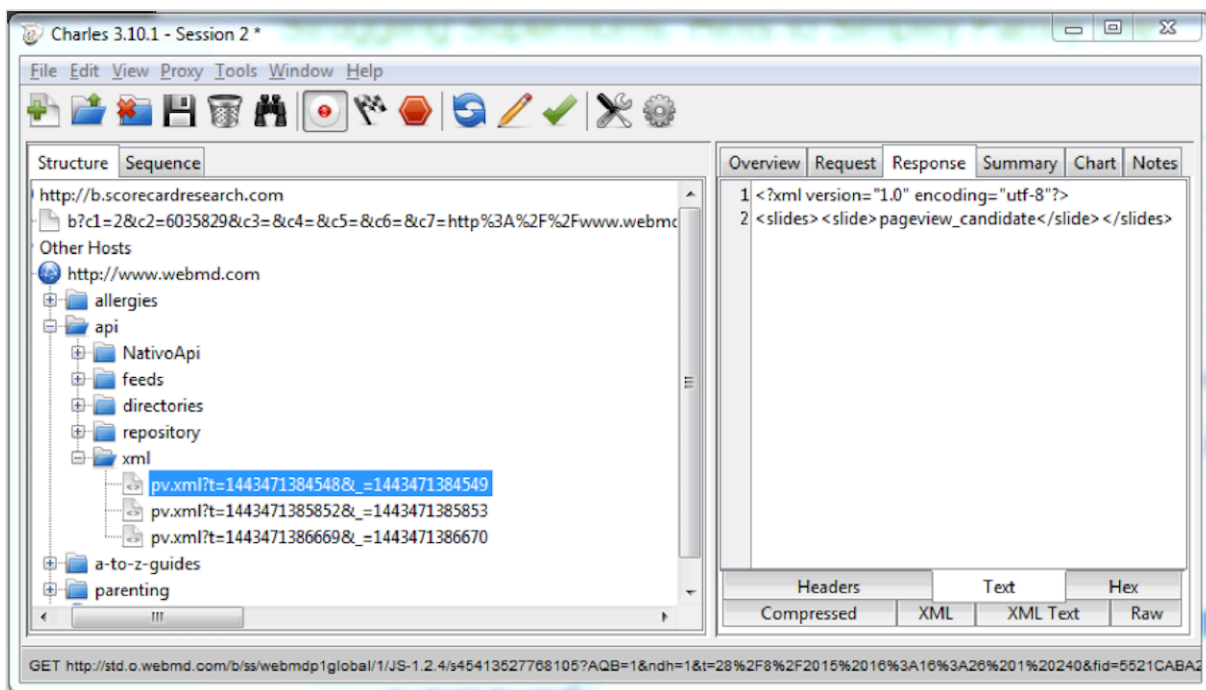 Charles 3.10.1 - Session 2 *
File Edit View Proxy Tools Window Help
Structure Sequence
http://b.scorecardresearch.com
b?c1=2&c2=6035829&c3=&c4=&c5=&c6=&c7=http%3A%2F%2Fwww.webmd
Other Hosts
http://www.webmd.com
allergies
api
NativoApi
feeds
directories
repository
xml
pv.xml?t=1443471384548&_=1443471384549
pv.xml?t=1443471385852&_=1443471385853
pv.xml?t=1443471386669&_=1443471386670
a-to-z-guides
parenting
Overview Request Response Summary Chart Notes
1 <?xml version="1.0" encoding="utf-8"?>
2 <slides><slide>pageview_candidate</slide></slides>
Headers Text Hex
Compressed XML XML Text Raw
GET http://std.o.webmd.com/b/ss/webmdp1global/1/JS-1.2.4/s45413527768105?AQB=1&ndh=1&t=28%2F8%2F2015%2016%3A16%3A26%201%20240&fid=5521CABA2